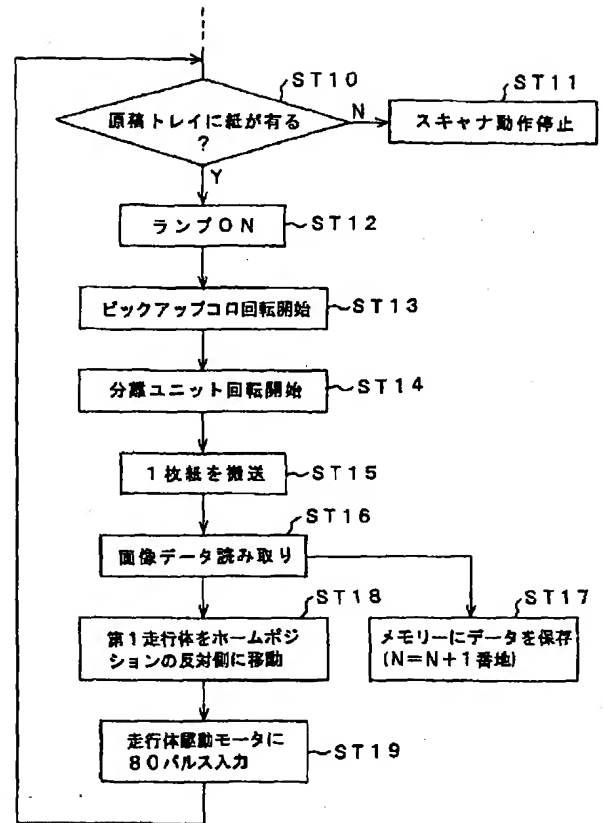 ST10
原稿トレイに紙が有る
?
N
ST11
スキャナ動作停止
Y
ランプON
ST12
ピックアップコロ回転開始
ST13
分離ユニット回転開始
ST14
1枚紙を搬送
ST15
ST16
画像データ読み取り
ST18
第1走行体をホームポジ
ションの反対側に移動
ST17
メモリーにデータを保存
(N=N+1番地)
走行体駆動モータに
80パルス入力
ST19